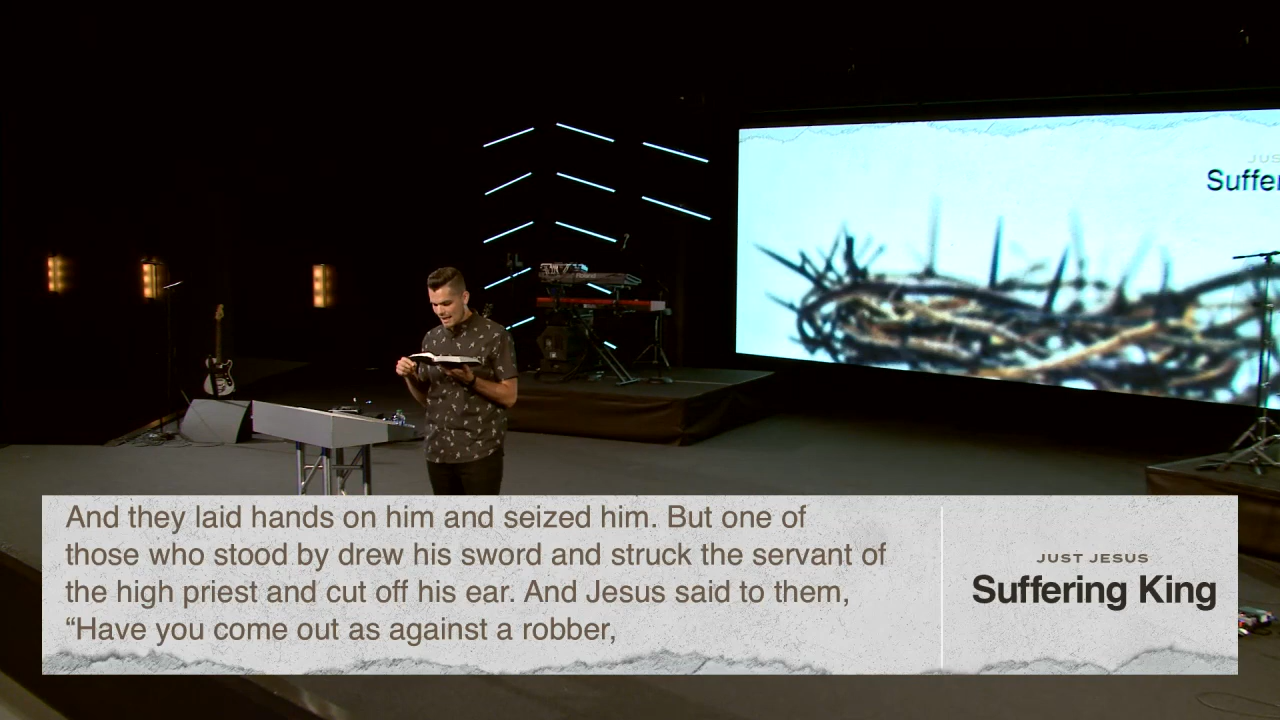 JUS
Suffer
Roland
And they laid hands on him and seized him. But one of
those who stood by drew his sword and struck the servant of
the high priest and cut off his ear. And Jesus said to them,
“Have you come out as against a robber,
JUST JESUS
Suffering King